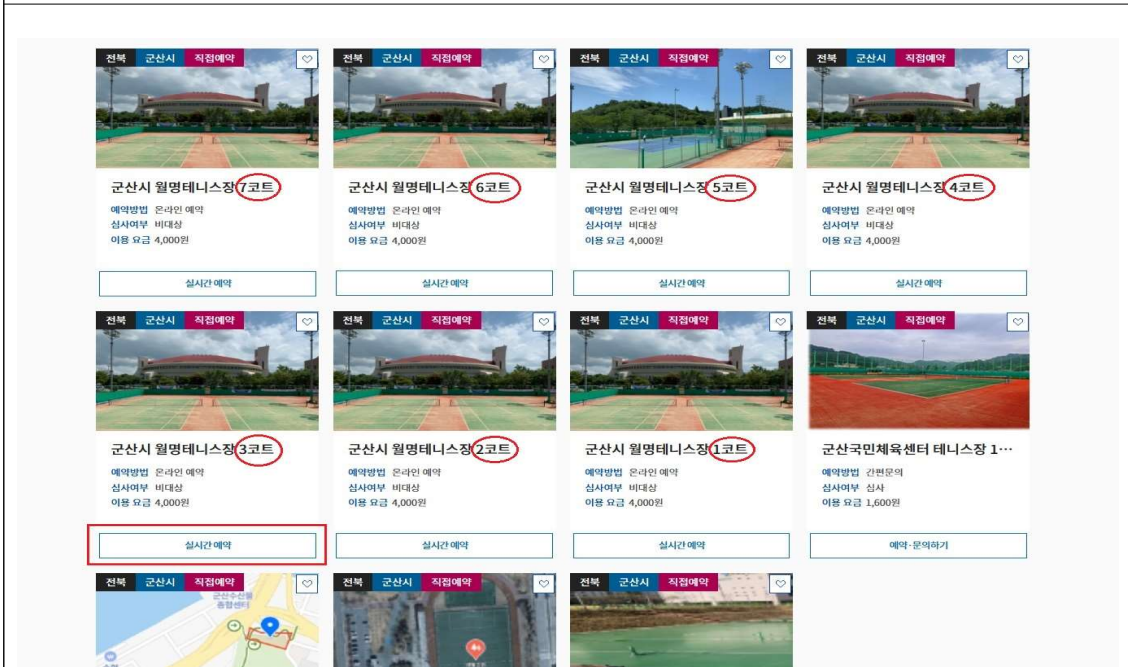 전북 군산시 직접예약
군산시 월명테니스장 7코트
예약방법 온라인 예약
심사여부 비대상
이용 요금 4,000원
실시간 예약
전북 군산시 직접예약
군산시 월명테니스장 6코트
예약방법 온라인 예약
심사여부 비대상
이용 요금 4,000원
실시간 예약
전북 군산시 직접예약
군산시 월명테니스장 5코트
예약방법 온라인 예약
심사여부 비대상
이용 요금 4,000원
실시간 예약
전북 군산시 직접예약
군산시 월명테니스장 4코트
예약방법 온라인 예약
심사여부 비대상
이용 요금 4,000원
실시간 예약
전북 군산시 직접예약
군산시 월명테니스장 3코트
예약방법 온라인 예약
심사여부 비대상
이용 요금 4,000원
실시간 예약
전북 군산시 직접예약
군산시 월명테니스장 2코트
예약방법 온라인 예약
심사여부 비대상
이용 요금 4,000원
실시간 예약
전북 군산시 직접예약
군산시 월명테니스장 1코트
예약방법 온라인 예약
심사여부 비대상
이용 요금 4,000원
실시간 예약
전북 군산시 직접예약
군산국민체육센터 테니스장 1…
예약방법 간편문의
심사여부 심사
이용 요금 1,600원
예약·문의하기
전북 군산시 직접예약
군산수산물
종합센터
전북 군산시 직접예약
전북 군산시 직접예약